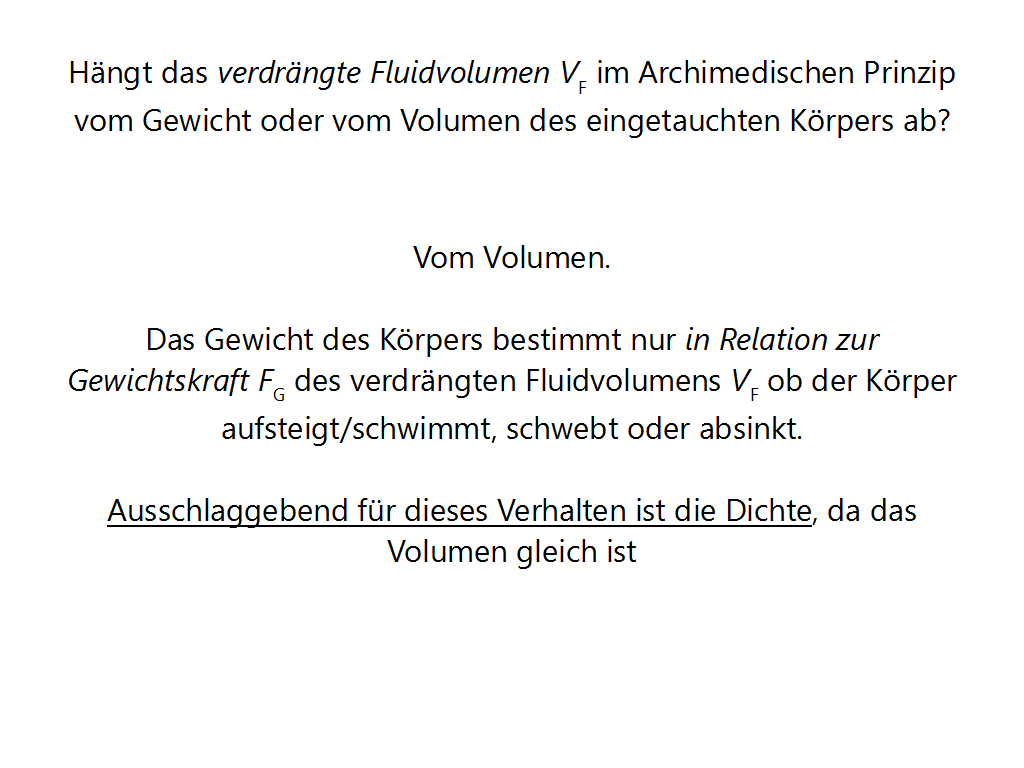 Hängt das verdrängte Fluidvolumen V_F im Archimedischen Prinzip
vom Gewicht oder vom Volumen des eingetauchten Körpers ab?
Vom Volumen.
Das Gewicht des Körpers bestimmt nur in Relation zur
Gewichtskraft F_G des verdrängten Fluidvolumens V_F ob der Körper
aufsteigt/schwimmt, schwebt oder absinkt.
Ausschlaggebend für dieses Verhalten ist die Dichte, da das
Volumen gleich ist